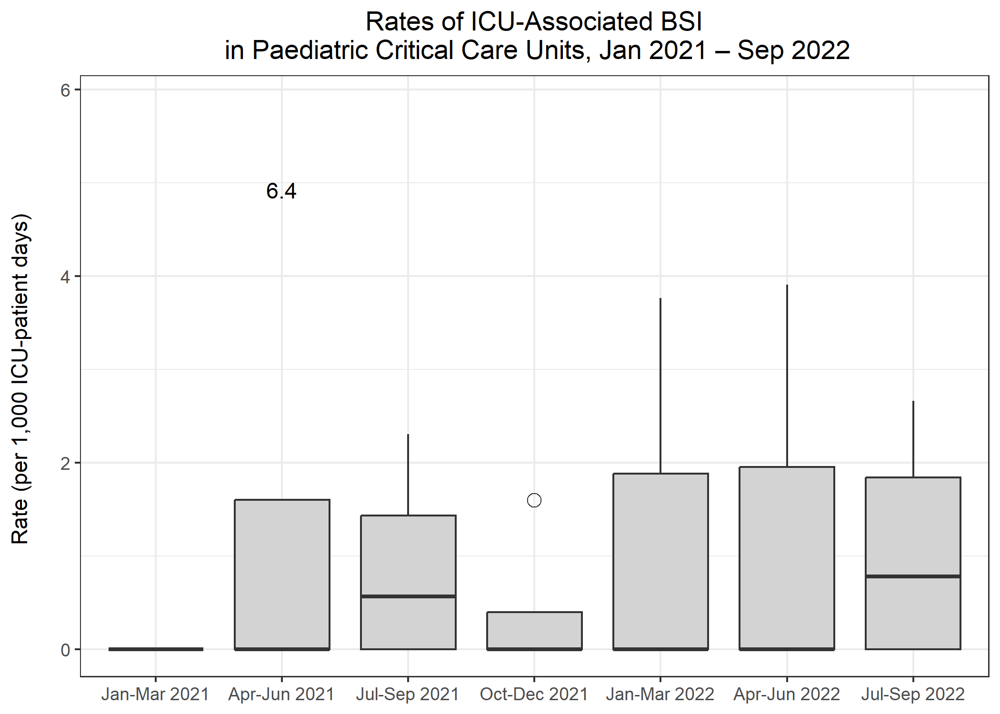 Rates of ICU-Associated BSI
in Paediatric Critical Care Units, Jan 2021 – Sep 2022
Rate (per 1,000 ICU-patient days)
6
4
2
0
6.4
Jan-Mar 2021
Apr-Jun 2021
Jul-Sep 2021
Oct-Dec 2021
Jan-Mar 2022
Apr-Jun 2022
Jul-Sep 2022